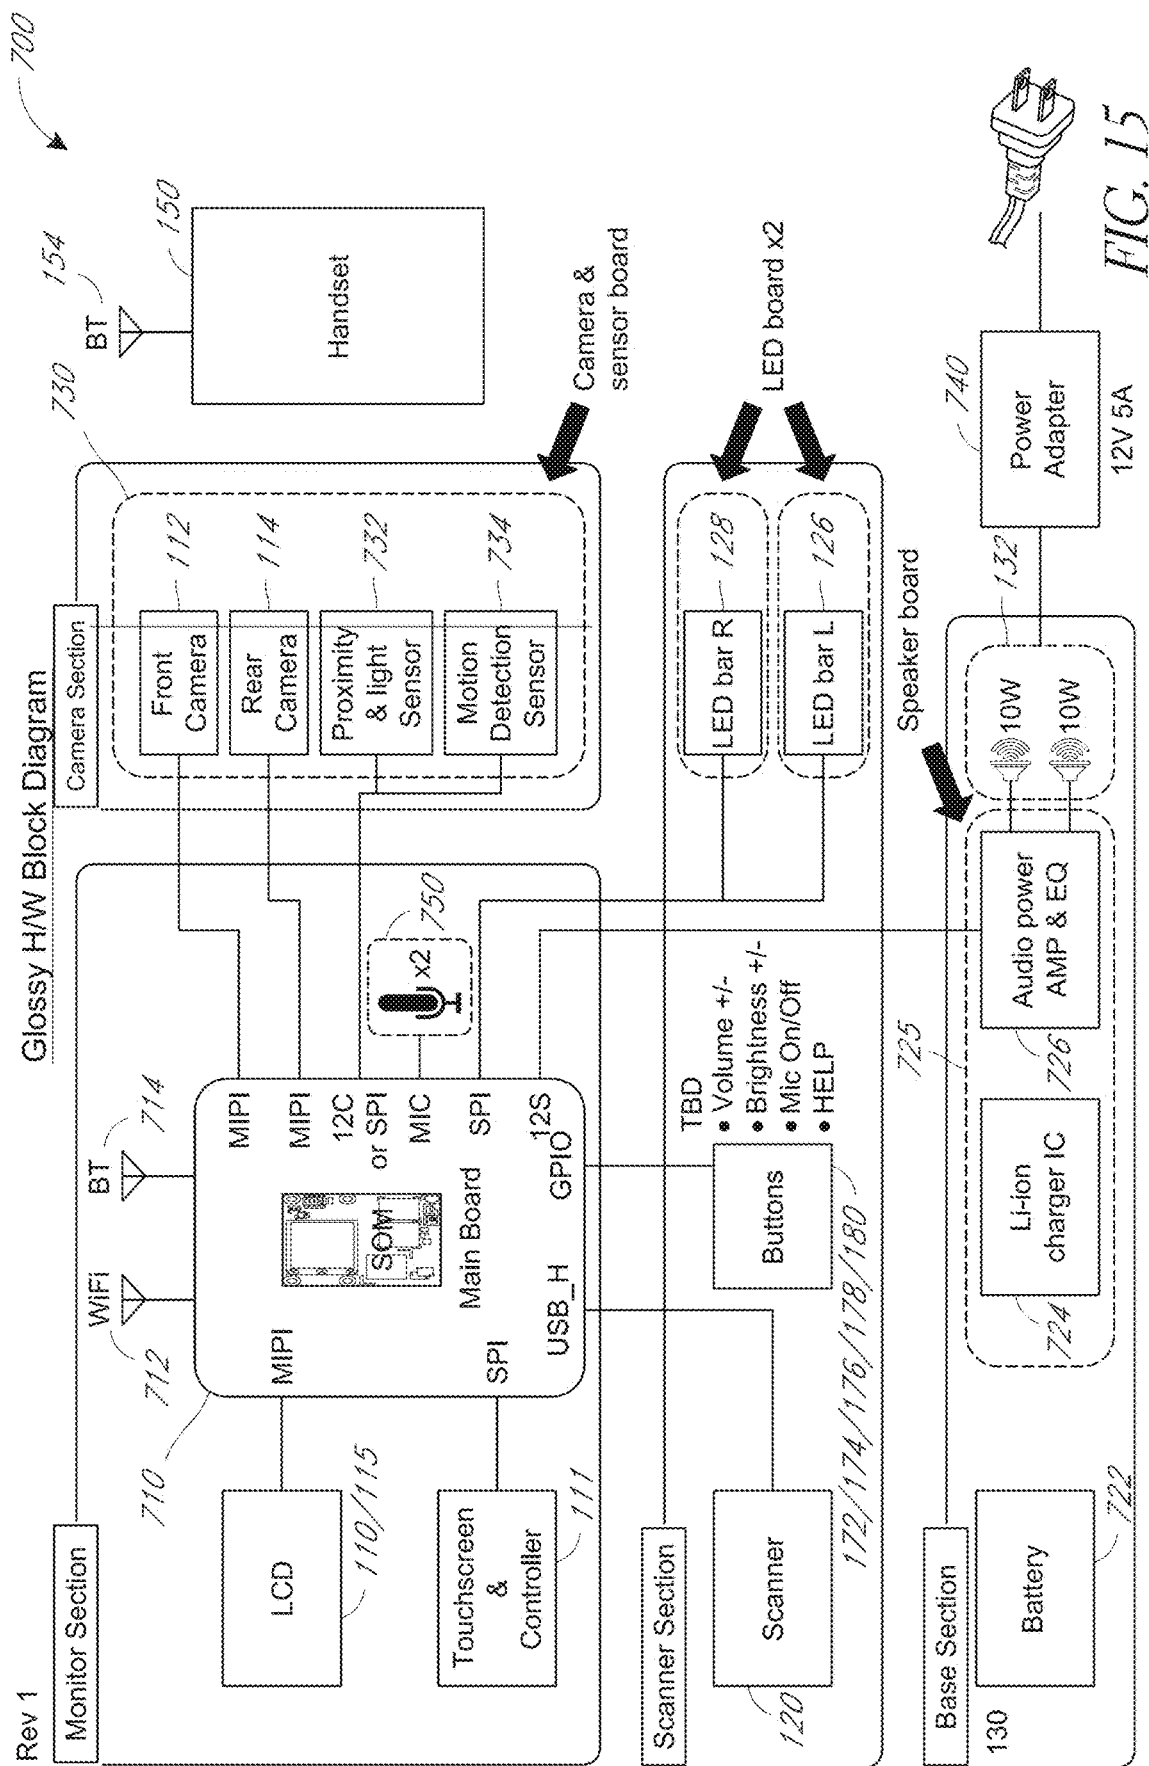 Glossy H/W Block Diagram
700
Rev 1
Monitor Section
710
712
WiFi
BT
714
LCD
110/115
Touchscreen
&
Controller
111
MIPI
SPI
SOM
Main Board
USB_H
MIPI
MIPI
12C
or SPI
MIC
SPI
12S
GPIO
x2
750
Camera Section
730
Front
Camera
112
Rear
Camera
114
Proximity
& light
Sensor
732
Motion
Detection
Sensor
734
Camera &
sensor board
BT
154
150
Handset
Scanner Section
Scanner
120
Buttons
172/174/176/178/180
TBD
• Volume +/-
• Brightness +/-
• Mic On/Off
• HELP
LED bar R
128
LED bar L
126
LED board x2
Base Section
130
Battery
722
725
Li-ion
charger IC
724
Audio power
AMP & EQ
726
Speaker board
10W
10W
132
Power
Adapter
740
12V 5A
FIG. 15